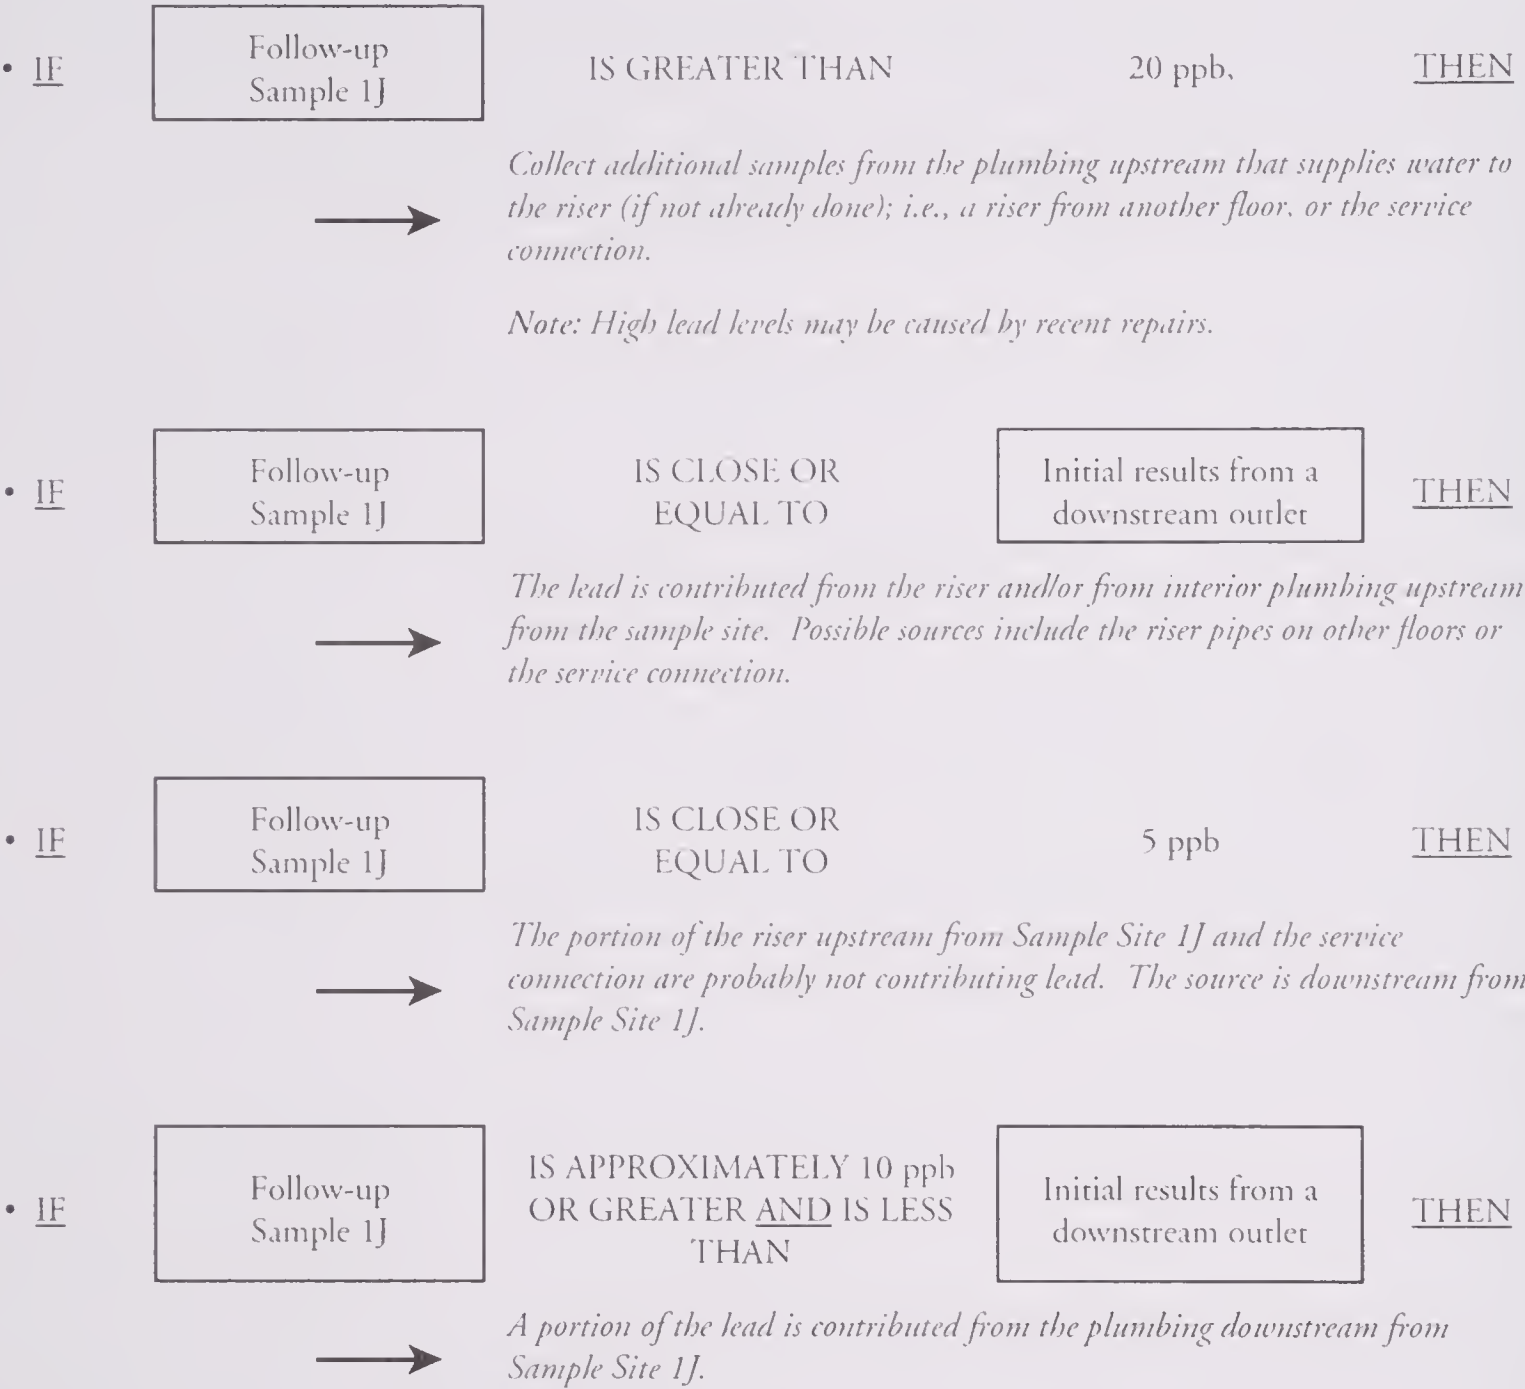 • IF Follow-up IS GREATER THAN 20 ppb, THEN
Sample 1J
Collect additional samples from the plumbing upstream that supplies water to
the riser (if not already done); i.e., a riser from another floor, or the service
connection.
Note: High lead levels may be caused by recent repairs.
• IF Follow-up IS CLOSE OR Initial results from a THEN
Sample 1J EQUAL TO downstream outlet
The lead is contributed from the riser and/or from interior plumbing upstream
from the sample site. Possible sources include the riser pipes on other floors or
the service connection.
• IF Follow-up IS CLOSE OR 5 ppb THEN
Sample 1J EQUAL TO
The portion of the riser upstream from Sample Site 1J and the service
connection are probably not contributing lead. The source is downstream from
Sample Site 1J.
• IF Follow-up IS APPROXIMATELY 10 ppb Initial results from a THEN
Sample 1J OR GREATER AND IS LESS downstream outlet
THAN
A portion of the lead is contributed from the plumbing downstream from
Sample Site 1J.